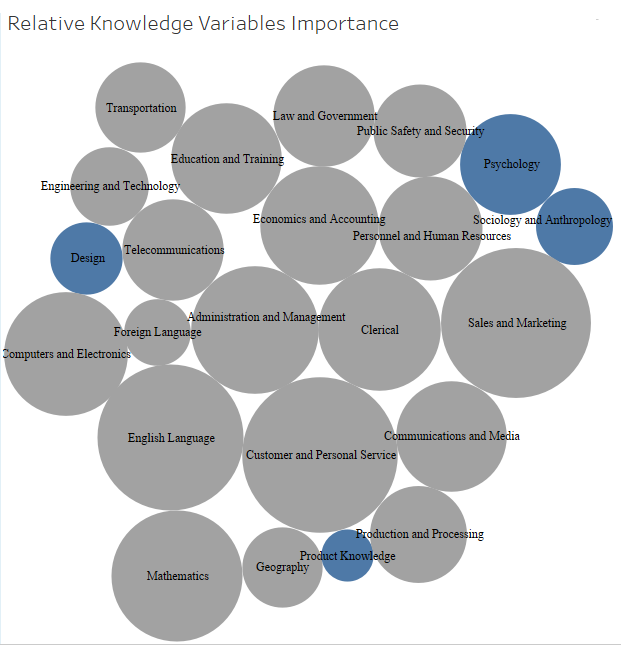 Relative Knowledge Variables Importance
Transportation
Law and Government
Public Safety and Security
Education and Training
Psychology
Engineering and Technology
Economics and Accounting
Sociology and Anthropology
Personnel and Human Resources
Telecommunications
Design
Administration and Management
Sales and Marketing
Foreign Language
Clerical
Computers and Electronics
English Language
Communications and Media
Customer and Personal Service
Production and Processing
Product Knowledge
Geography
Mathematics